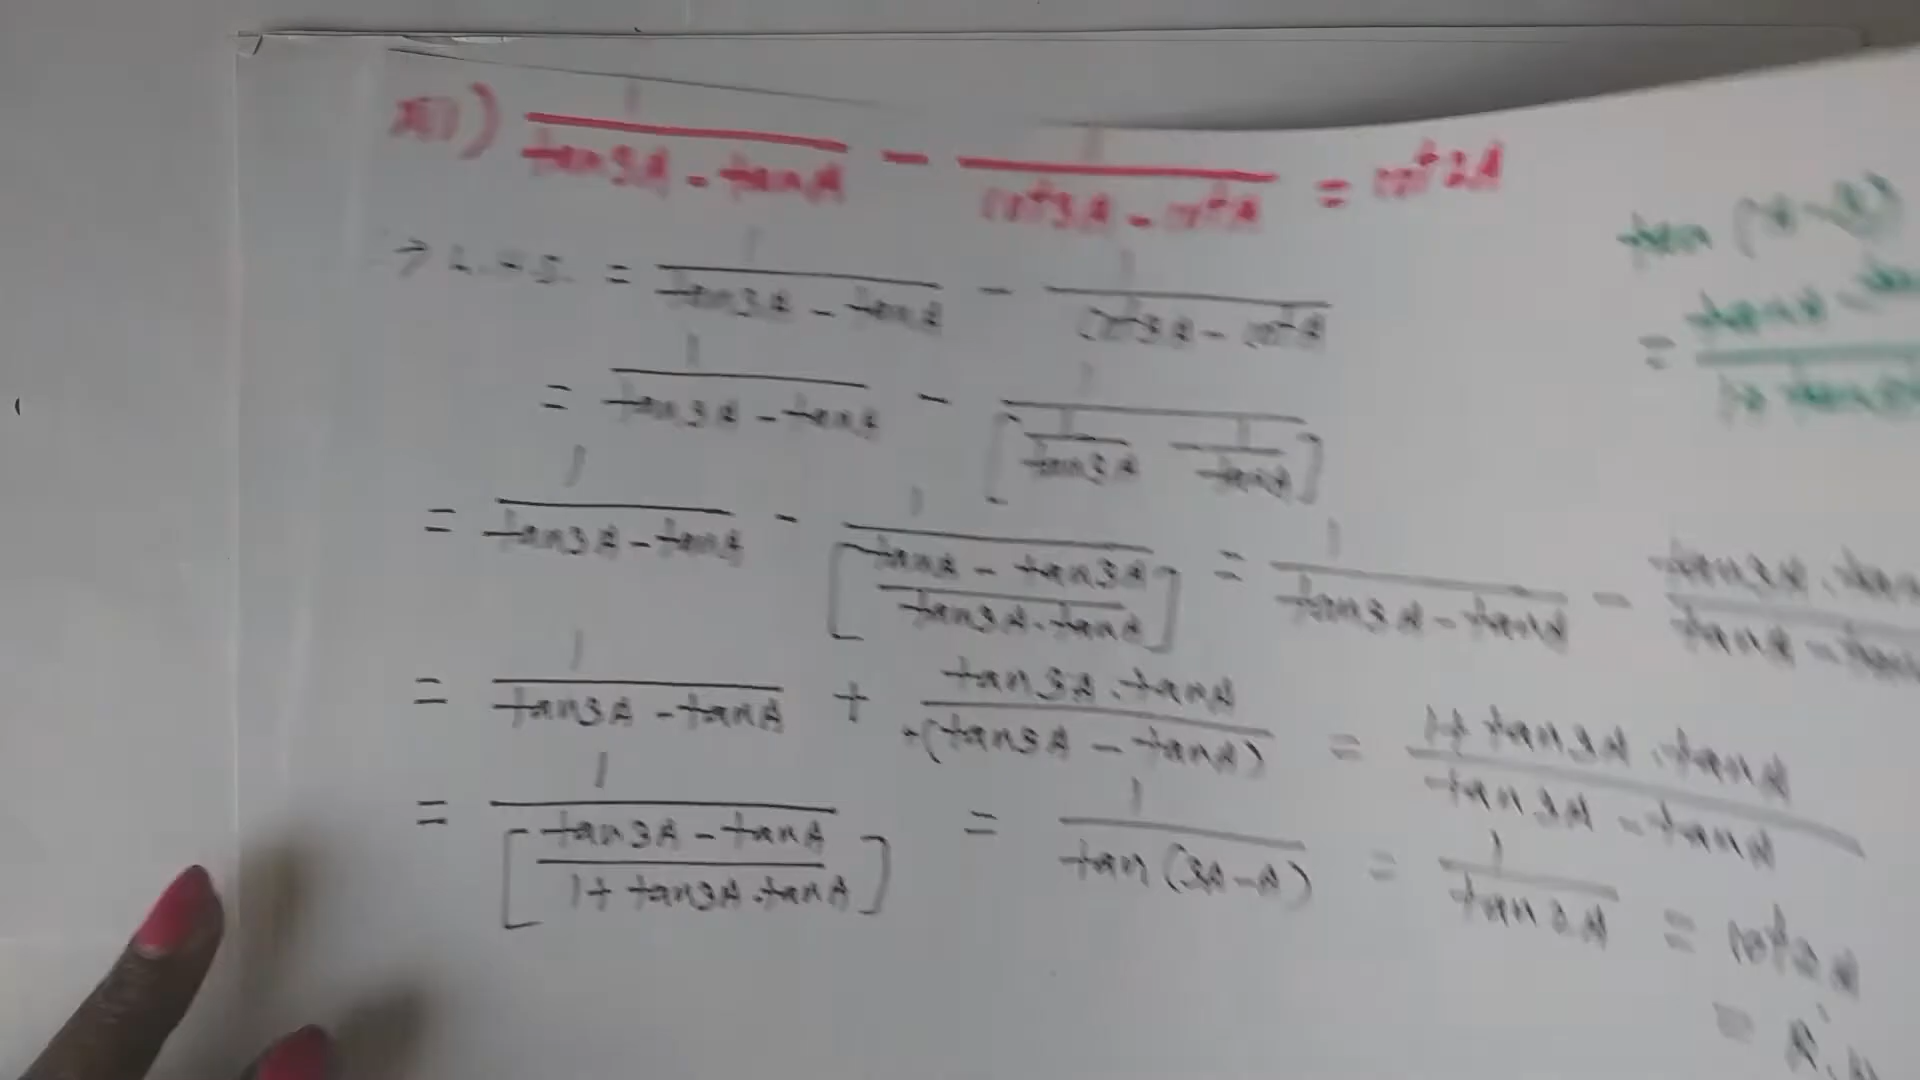 1/(tan3A - tanA) - 1/(cot3A - cotA) = cot2A
→ L.H.S. = 1/(tan3A - tanA) - 1/(cot3A - cotA)
= 1/(tan3A - tanA) - 1/[1/tan3A - 1/tanA]
= 1/(tan3A - tanA) - 1/[(tanA - tan3A)/(tan3A.tanA)] = 1/(tan3A - tanA) - (tan3A.tan)/(tanA -
= 1/(tan3A - tanA) + (tan3A.tanA)/-(tan3A - tanA) = (1+tan3A.tanA)/(tan3A - tanA)
= 1/[(tan3A - tanA)/(1+tan3A.tanA)] = 1/tan(3A-A) = 1/tan2A = cot2A
=
tan
=